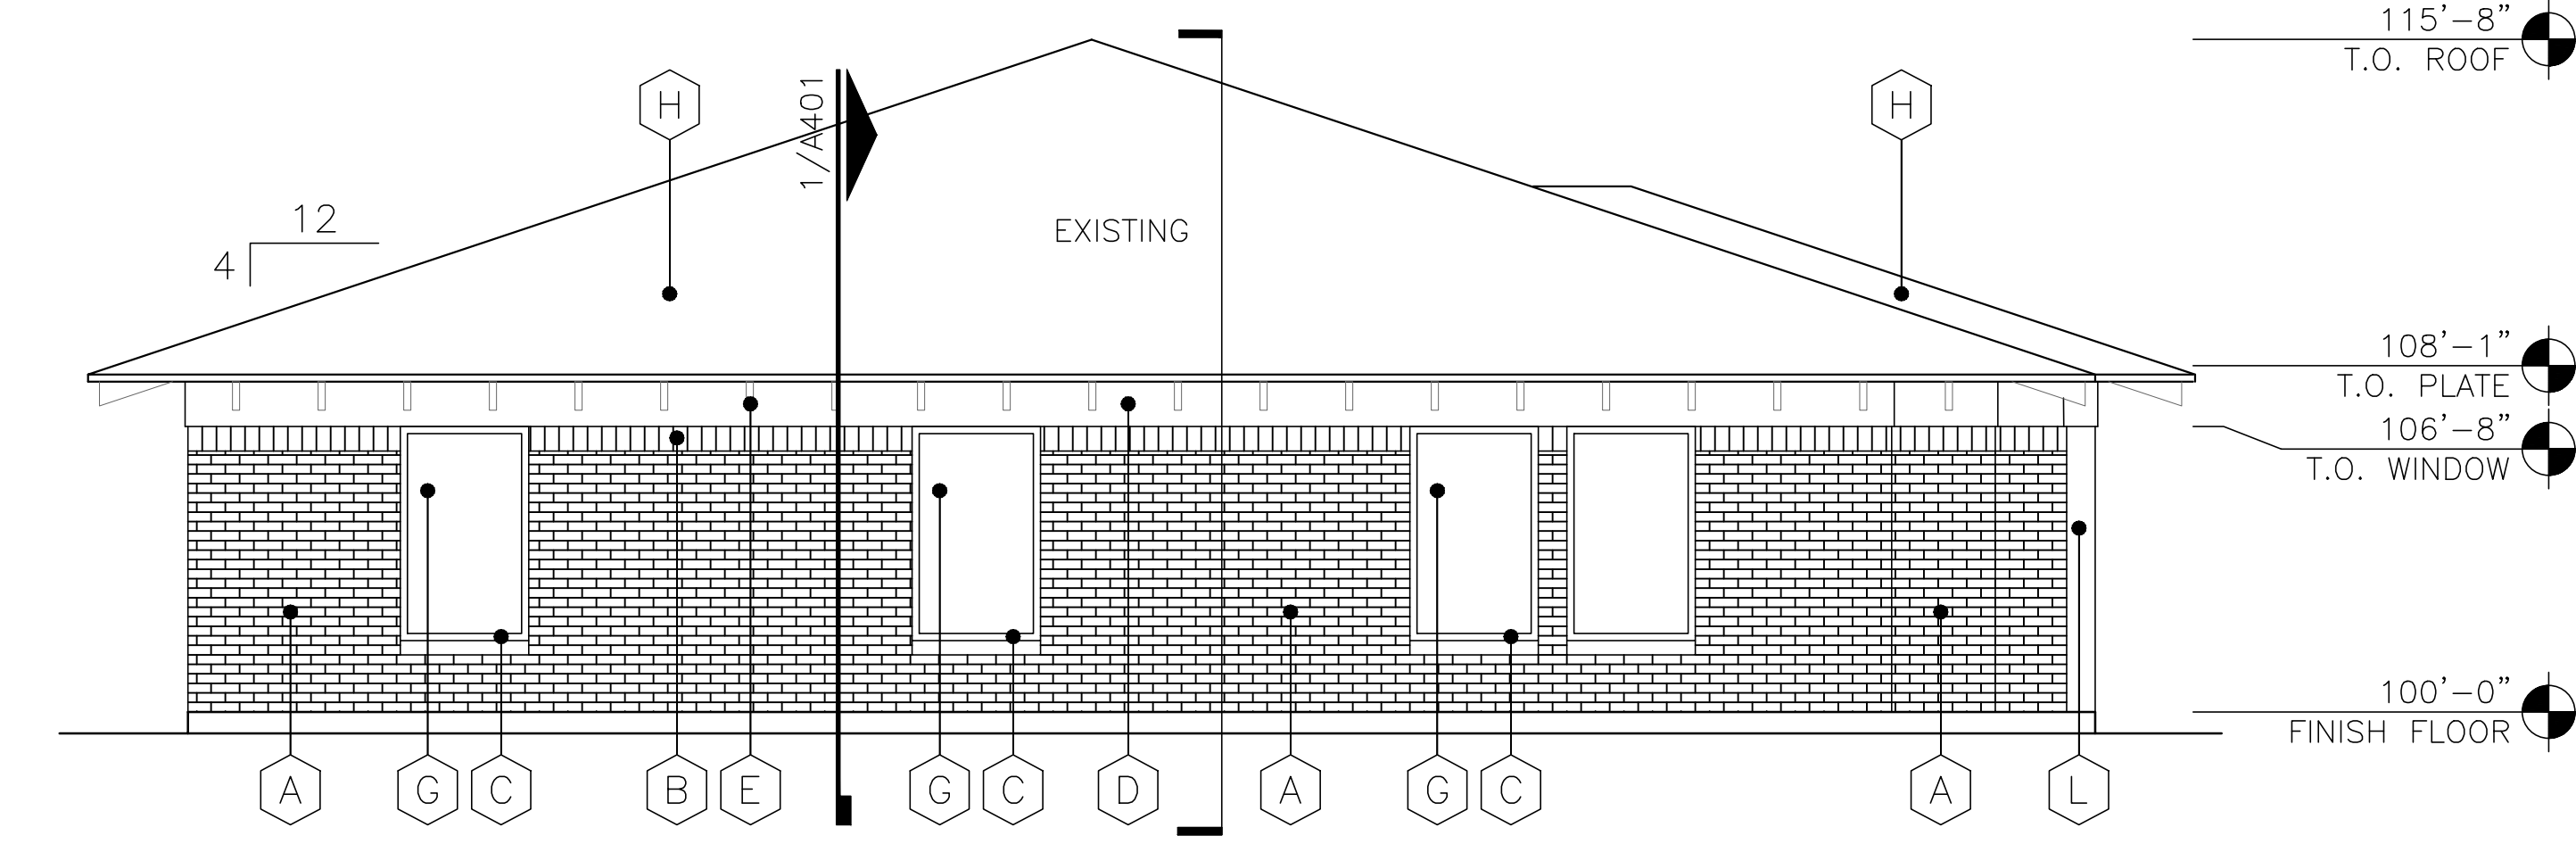 115'-8"
T.O. ROOF
H
1/A401
H
12
4
EXISTING
108'-1"
T.O. PLATE
106'-8"
T.O. WINDOW
100'-0"
FINISH FLOOR
A G C B E G C D A G C A L